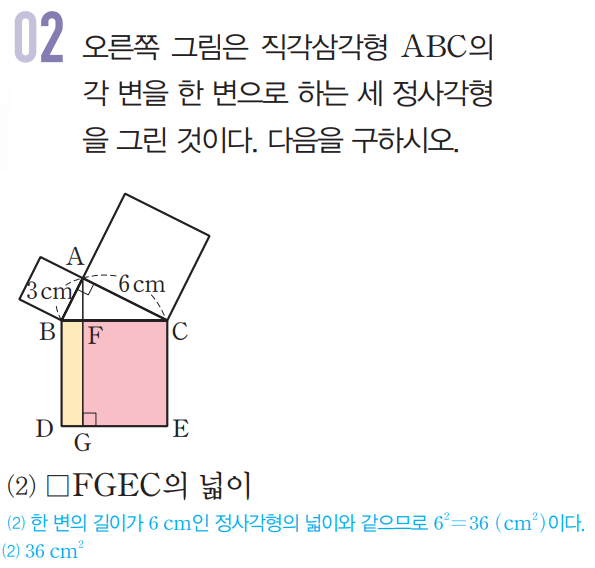 02 오른쪽 그림은 직각삼각형 ABC의
각 변을 한 변으로 하는 세 정사각형
을 그린 것이다. 다음을 구하시오.
A
3cm 6cm
B F C
D G E
(2) □FGEC의 넓이
(2) 한 변의 길이가 6 cm인 정사각형의 넓이와 같으므로 6²=36 (cm²)이다.
(2) 36 cm²